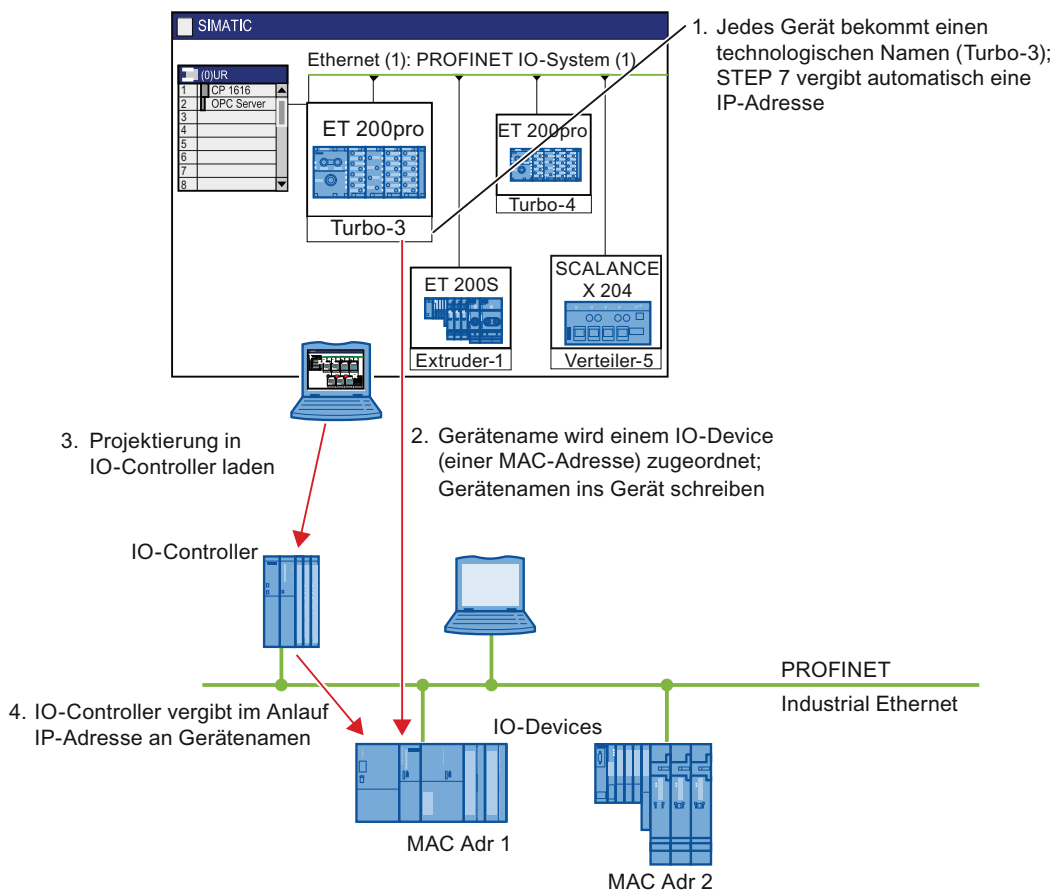 SIMATIC
1. Jedes Gerät bekommt einen
technologischen Namen (Turbo-3);
STEP 7 vergibt automatisch eine
IP-Adresse
Ethernet (1): PROFINET IO-System (1)
(0)UR
1 CP 1616
2 OPC Server
3
4
5
6
7
8
ET 200pro
Turbo-3
ET 200pro
Turbo-4
ET 200S
Extruder-1
SCALANCE
X 204
Verteiler-5
3. Projektierung in
IO-Controller laden
2. Gerätename wird einem IO-Device
(einer MAC-Adresse) zugeordnet;
Gerätenamen ins Gerät schreiben
IO-Controller
PROFINET
Industrial Ethernet
4. IO-Controller vergibt im Anlauf
IP-Adresse an Gerätenamen
IO-Devices
MAC Adr 1
MAC Adr 2